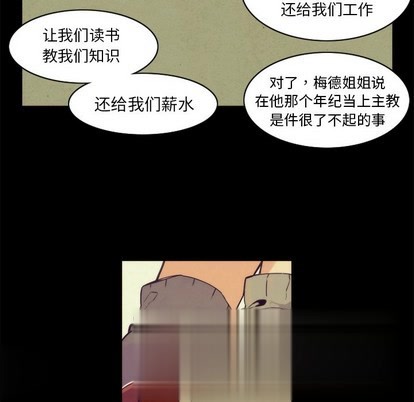 还给我们工作
让我们读书
教我们知识
还给我们薪水
对了，梅德姐姐说
在他那个年纪当上主教
是件很了不起的事